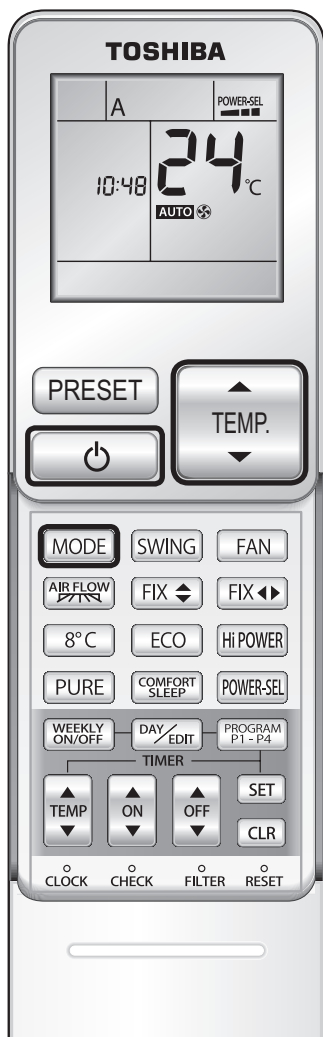 TOSHIBA
A POWER-SEL
10:48 24 °C
AUTO
PRESET
TEMP.
MODE SWING FAN
AIR FLOW FIX FIX
8°C ECO Hi POWER
PURE COMFORT SLEEP POWER-SEL
WEEKLY ON/OFF DAY/EDIT PROGRAM P1 - P4
TIMER
TEMP ON OFF SET
CLR
CLOCK CHECK FILTER RESET